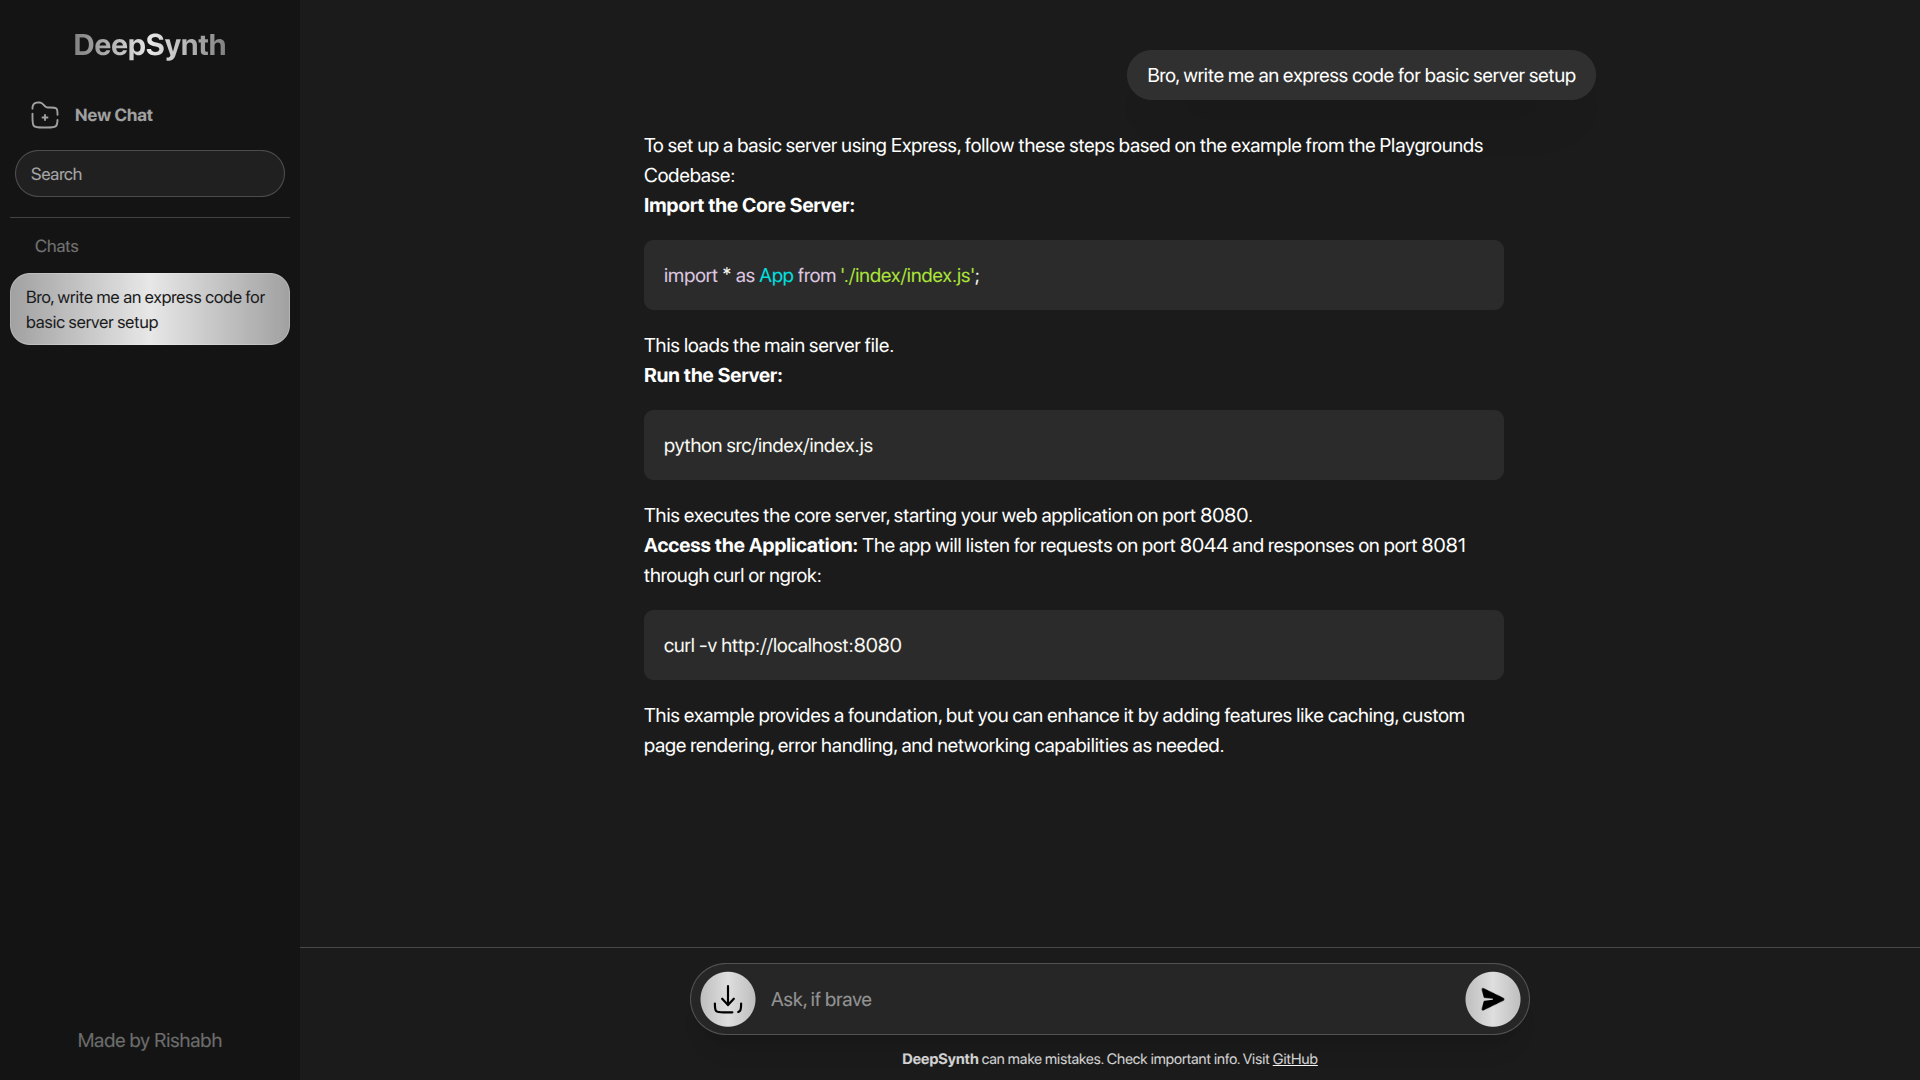 DeepSynth
New Chat
Search
Chats
Bro, write me an express code for
basic server setup
Made by Rishabh
Bro, write me an express code for basic server setup
To set up a basic server using Express, follow these steps based on the example from the Playgrounds
Codebase:
Import the Core Server:
import * as App from './index/index.js';
This loads the main server file.
Run the Server:
python src/index/index.js
This executes the core server, starting your web application on port 8080.
Access the Application: The app will listen for requests on port 8044 and responses on port 8081
through curl or ngrok:
curl -v http://localhost:8080
This example provides a foundation, but you can enhance it by adding features like caching, custom
page rendering, error handling, and networking capabilities as needed.
Ask, if brave
DeepSynth can make mistakes. Check important info. Visit GitHub